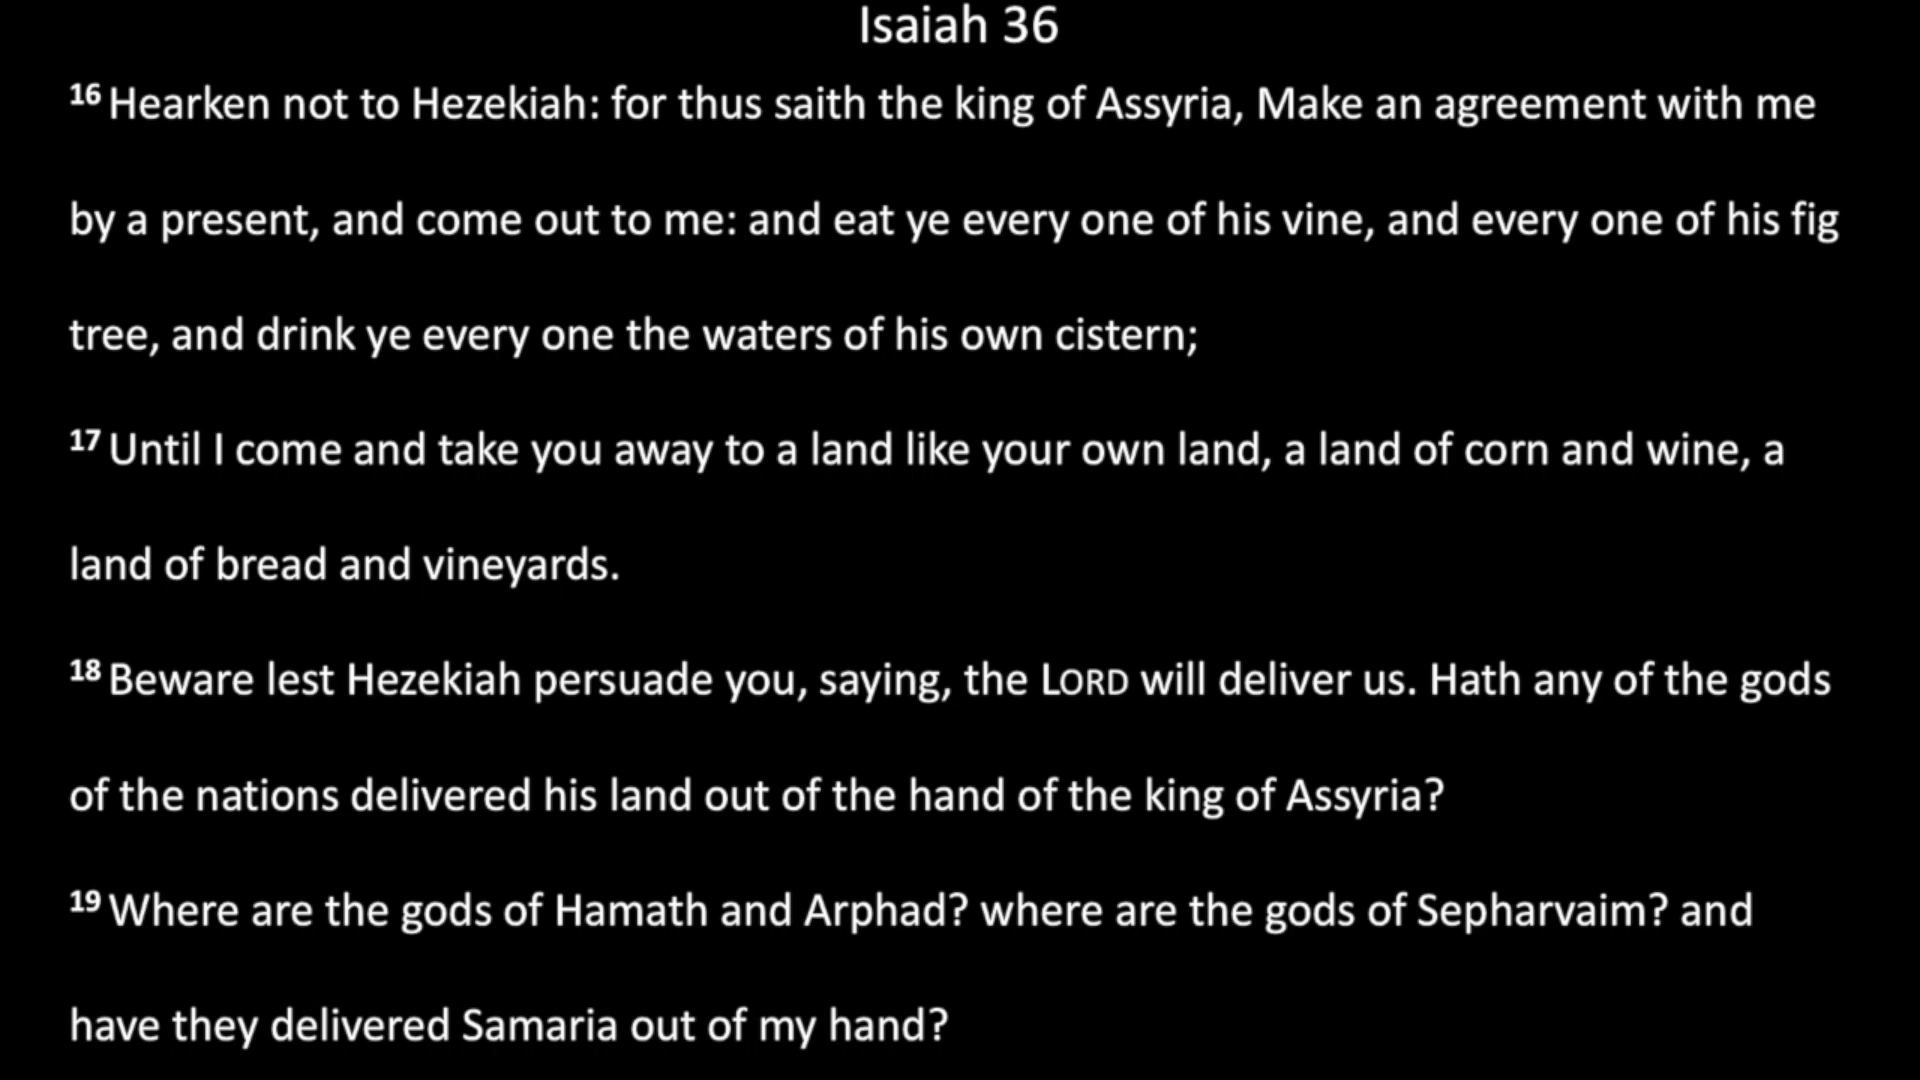 Isaiah 36
16 Hearken not to Hezekiah: for thus saith the king of Assyria, Make an agreement with me
by a present, and come out to me: and eat ye every one of his vine, and every one of his fig
tree, and drink ye every one the waters of his own cistern;
17 Until I come and take you away to a land like your own land, a land of corn and wine, a
land of bread and vineyards.
18 Beware lest Hezekiah persuade you, saying, the LORD will deliver us. Hath any of the gods
of the nations delivered his land out of the hand of the king of Assyria?
19 Where are the gods of Hamath and Arphad? where are the gods of Sepharvaim? and
have they delivered Samaria out of my hand?